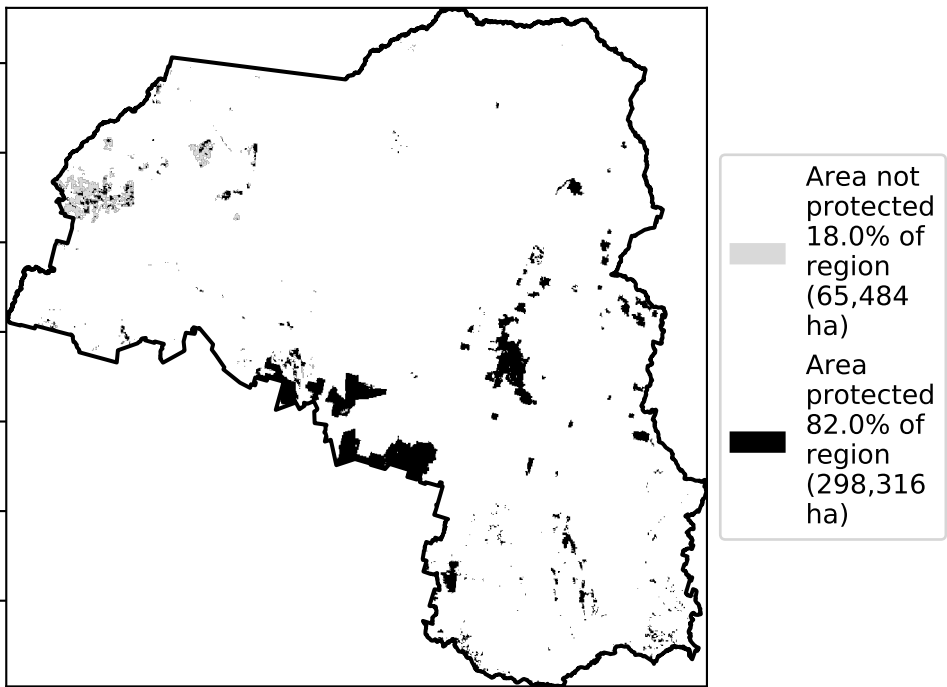 Area not
protected
18.0% of
region
(65,484
ha)
Area
protected
82.0% of
region
(298,316
ha)